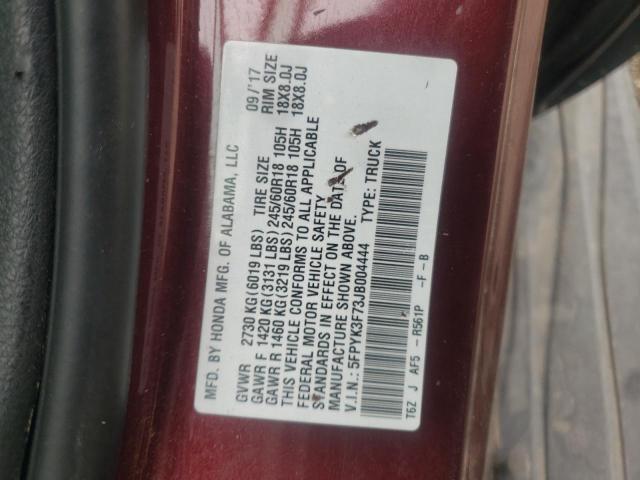 MFD. BY HONDA MFG. OF ALABAMA, LLC 09/'17
GVWR 2730 KG(6019 LBS) TIRE SIZE RIM SIZE
GAWR F 1420 KG(3131 LBS) 245/60R18 105H 18X8.0J
GAWR R 1460 KG(3219 LBS) 245/60R18 105H 18X8.0J
THIS VEHICLE CONFORMS TO ALL APPLICABLE
FEDERAL MOTOR VEHICLE SAFETY
STANDARDS IN EFFECT ON THE DATE OF
MANUFACTURE SHOWN ABOVE.
V.I.N.: 5FPYK3F73JB004444 TYPE: TRUCK
T6Z J AF5 - R561P -F-B